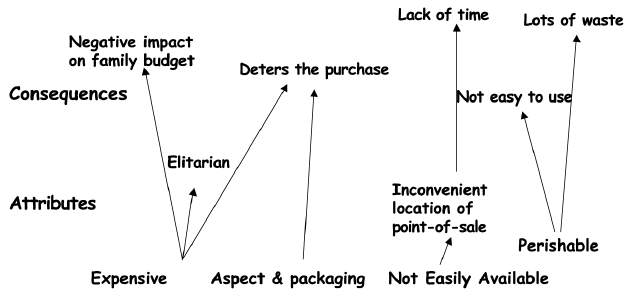 Lack of time
Lots of waste
Negative impact
on family budget
Deters the purchase
Consequences
Not easy to use
Elitarian
Attributes
Inconvenient
location of
point-of-sale
Perishable
Expensive
Aspect & packaging
Not Easily Available